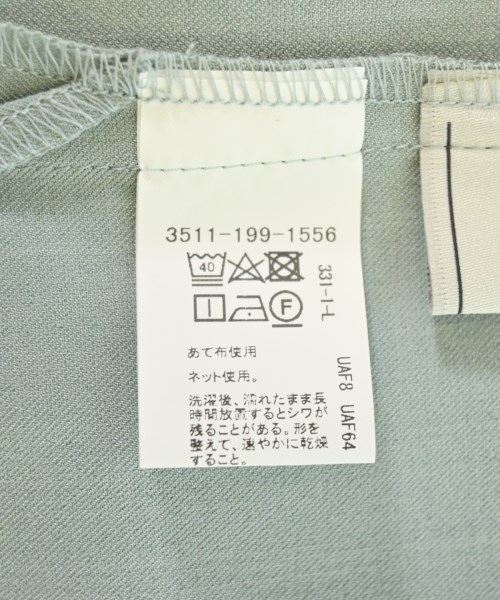 3511-199-1556
40
F
あて布使用
ネット使用。
洗濯後、濡れたまま長
時間放置するとシワが
残ることがある。形を
整えて、速やかに乾燥
すること。
331-1-L
UAF8 UAF64